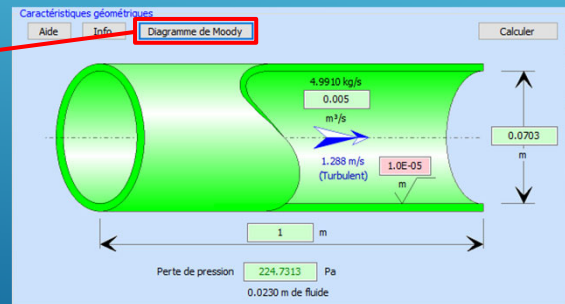 Caractéristiques géométriques
Aide Info Diagramme de Moody Calculer
4.9910 kg/s
0.005
m³/s
0.0703
m
1.288 m/s
(Turbulent)
1.0E-05
m
1 m
Perte de pression 224.7313 Pa
0.0230 m de fluide